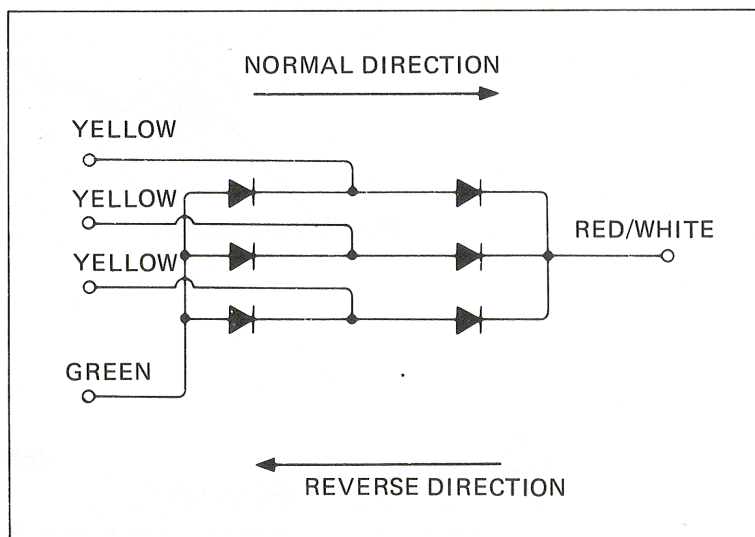 NORMAL DIRECTION
YELLOW
YELLOW
YELLOW
RED/WHITE
GREEN
REVERSE DIRECTION